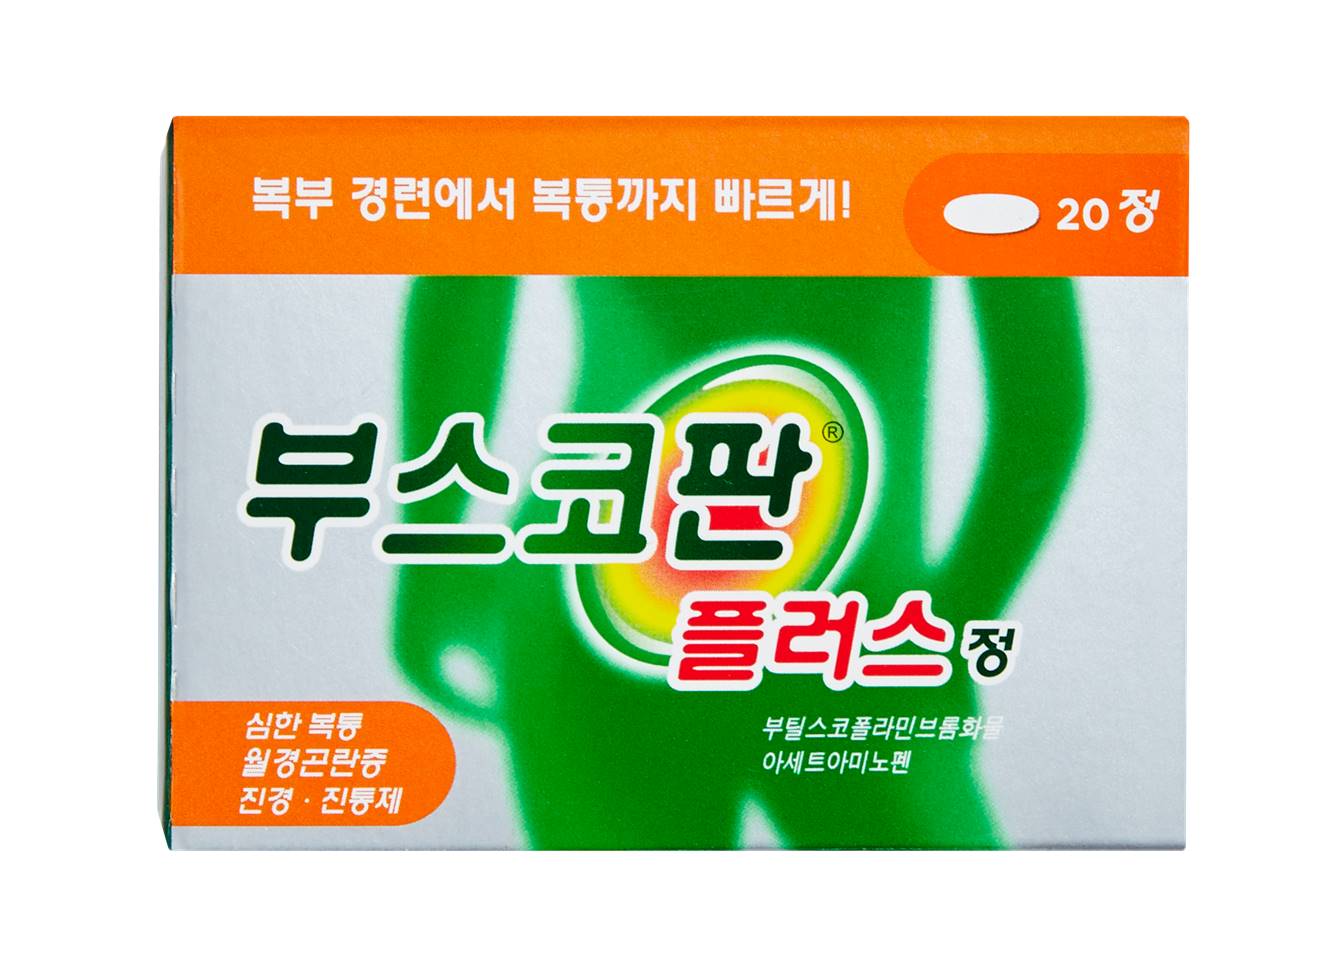 복부 경련에서 복통까지 빠르게!
20정
부스코판®
플러스정
부틸스코폴라민브롬화물
아세트아미노펜
심한 복통
월경곤란증
진경·진통제